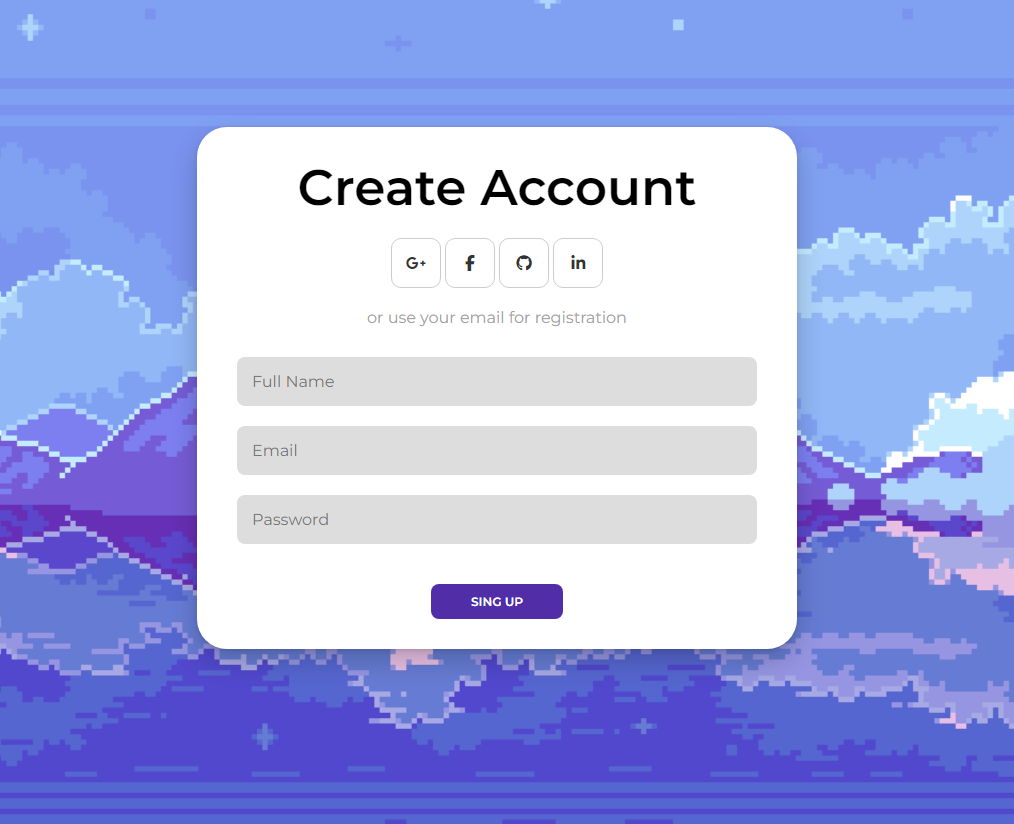 Create Account
G+ f in
or use your email for registration
Full Name
Email
Password
SING UP